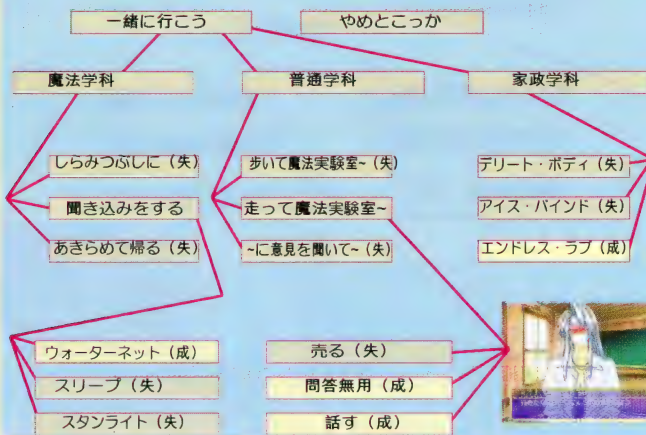 一緒に行こう
やめとこっか
魔法学科
普通学科
家政学科
しらみつぶしに（失）
歩いて魔法実験室~（失）
デリート・ボディ（失）
聞き込みをする
走って魔法実験室~
アイス・バインド（失）
あきらめて帰る（失）
~に意見を聞いて~（失）
エンドレス・ラブ（成）
ウォーターネット（成）
売る（失）
スリープ（失）
問答無用（成）
スタンライト（失）
話す（成）